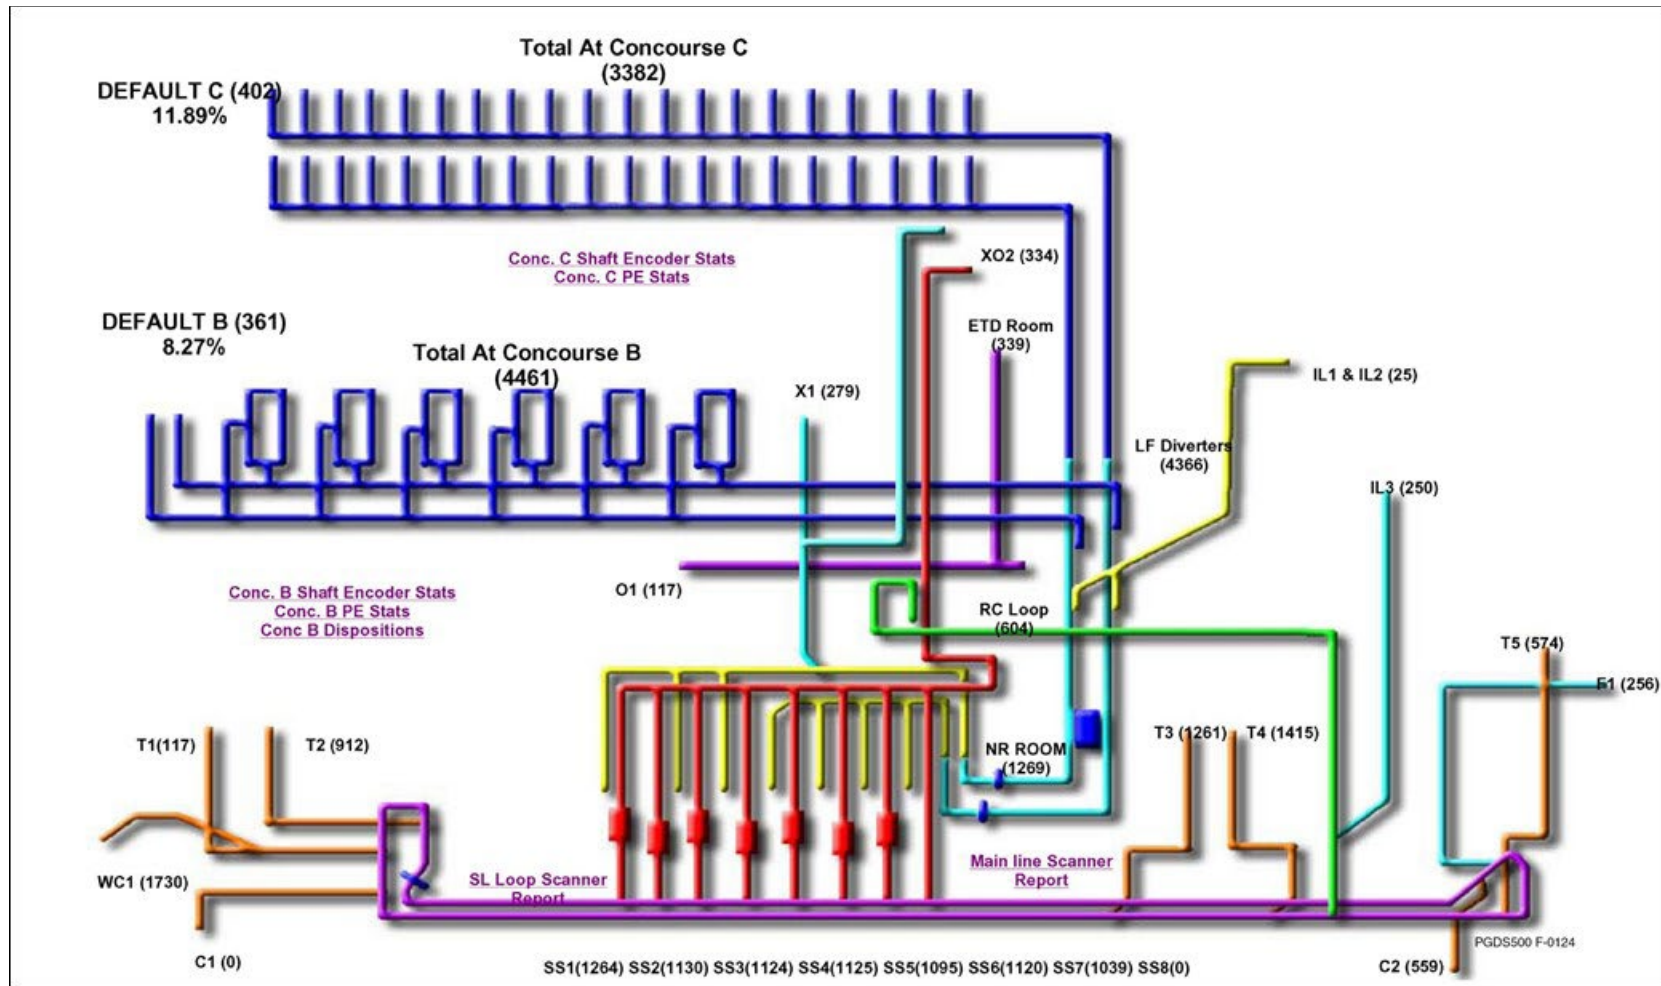 Total At Concourse C
(3382)
DEFAULT C (402)
11.89%
Conc. C Shaft Encoder Stats
Conc. C PE Stats
XO2 (334)
DEFAULT B (361)
8.27%
Total At Concourse B
(4461)
ETD Room
(339)
X1 (279)
IL1 & IL2 (25)
LF Diverters
(4366)
IL3 (250)
O1 (117)
Conc. B Shaft Encoder Stats
Conc. B PE Stats
Conc B Dispositions
RC Loop
(604)
T5 (574)
F1 (256)
T1(117)
T2 (912)
NR ROOM
(1269)
T3 (1261)
T4 (1415)
WC1 (1730)
SL Loop Scanner
Report
Main line Scanner
Report
C1 (0)
SS1(1264) SS2(1130) SS3(1124) SS4(1125) SS5(1095) SS6(1120) SS7(1039) SS8(0)
PGDS500 F-0124
C2 (559)